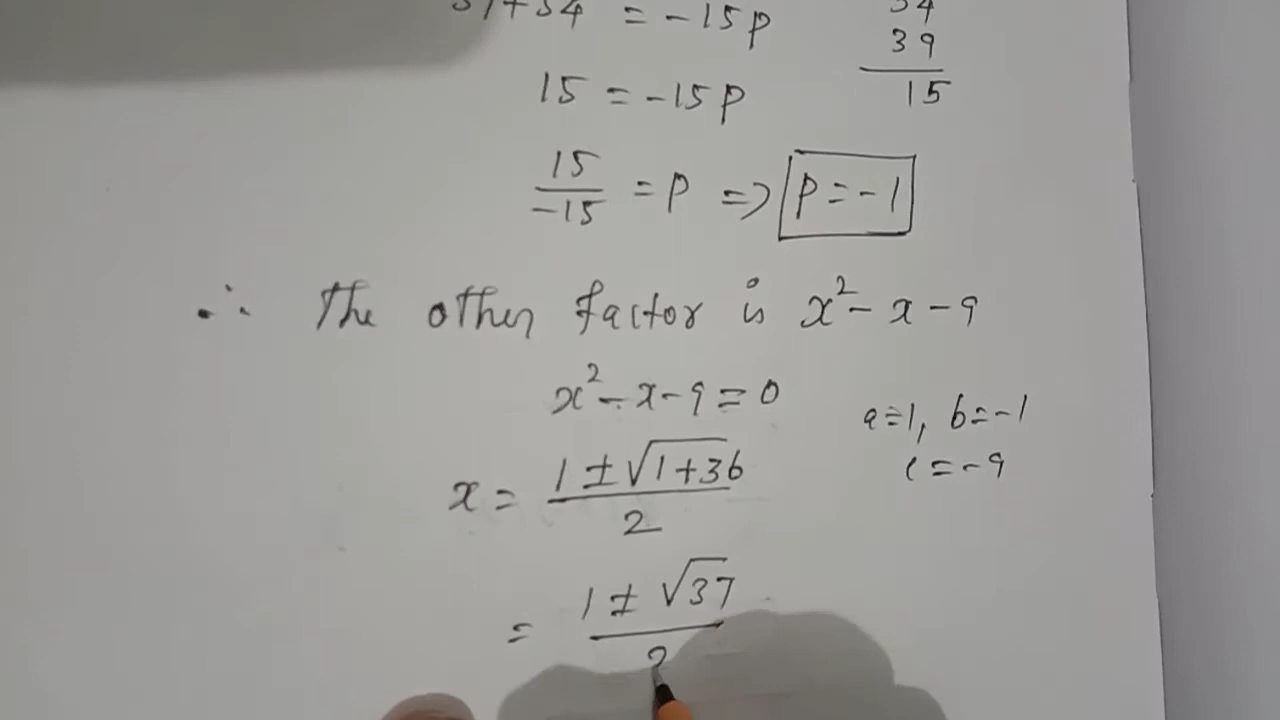 = -15p
39
15 = -15p
15
15/-15 = p => p = -1
∴ The other factor is x² - x - 9
x² - x - 9 = 0
a=1, b=-1
c=-9
x = 1 ± √1+36 / 2
= 1 ± √37 / 2